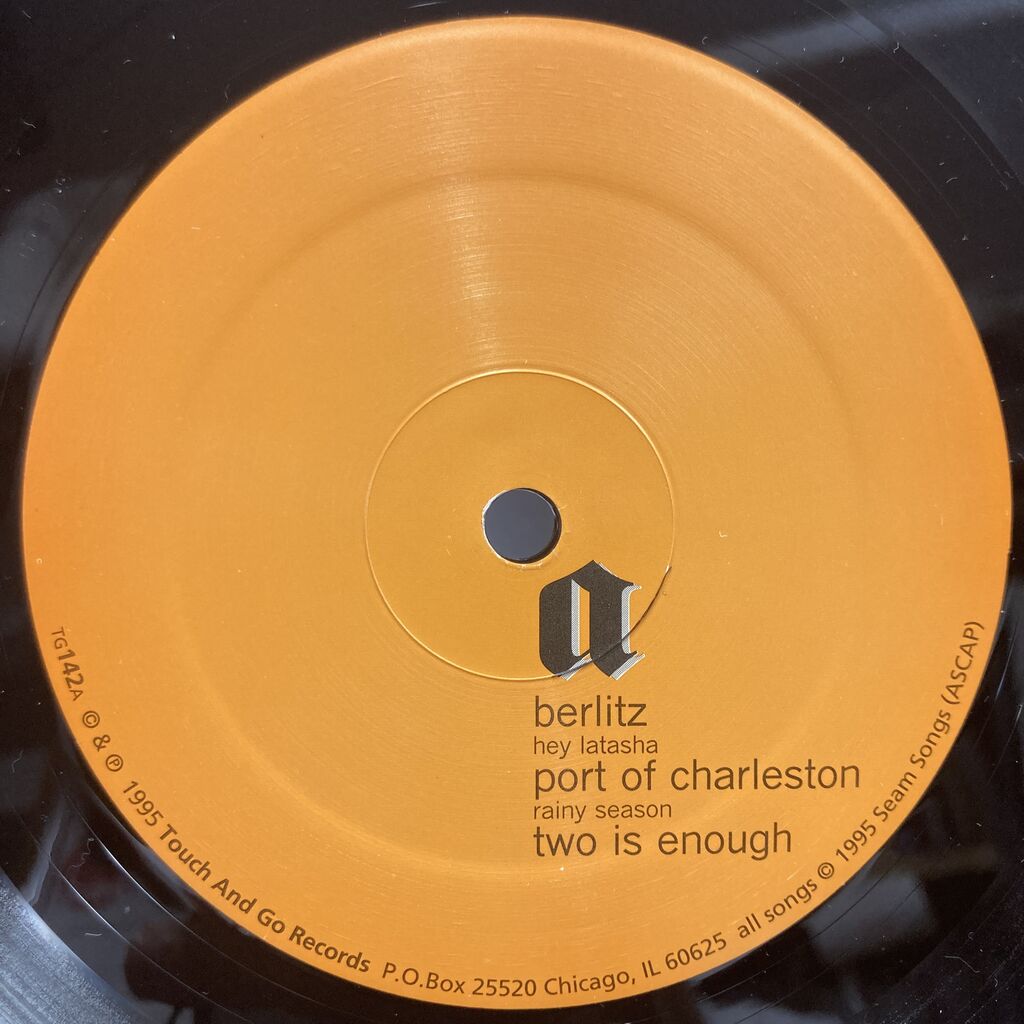 a
berlitz
hey latasha
port of charleston
rainy season
two is enough
TG142A © & ℗ 1995 Touch And Go Records P.O.Box 25520 Chicago, IL 60625 all songs © 1995 Seam Songs (ASCAP)